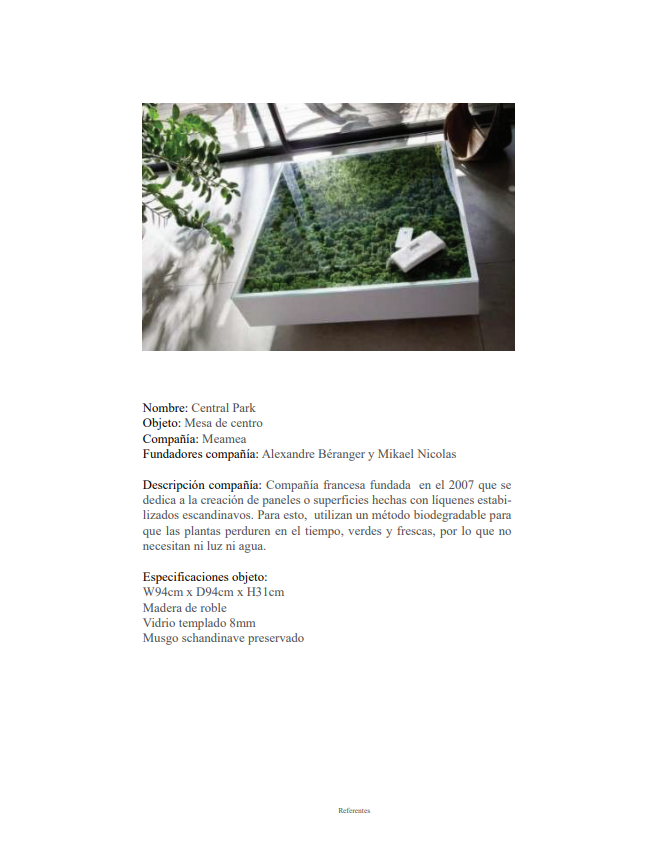 Nombre: Central Park
Objeto: Mesa de centro
Compañía: Meamea
Fundadores compañía: Alexandre Béranger y Mikael Nicolas
Descripción compañía: Compañía francesa fundada en el 2007 que se
dedica a la creación de paneles o superficies hechas con líquenes estabi-
lizados escandinavos. Para esto, utilizan un método biodegradable para
que las plantas perduren en el tiempo, verdes y frescas, por lo que no
necesitan ni luz ni agua.
Especificaciones objeto:
W94cm x D94cm x H31cm
Madera de roble
Vidrio templado 8mm
Musgo schandinave preservado
Referentes